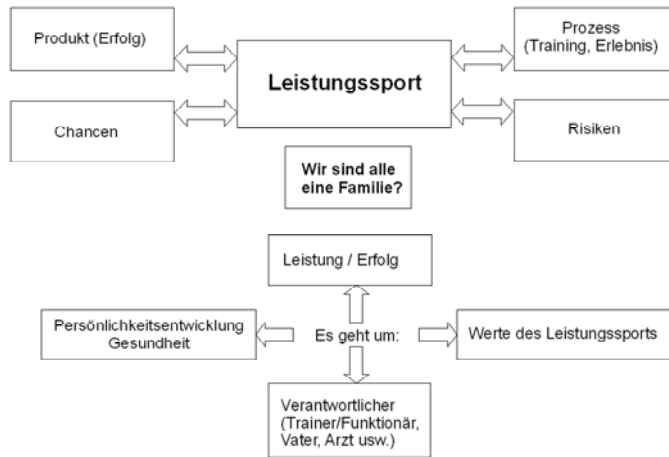 Produkt (Erfolg)
Prozess
(Training, Erlebnis)
Leistungssport
Chancen
Risiken
Wir sind alle
eine Familie?
Leistung / Erfolg
Persönlichkeitsentwicklung
Gesundheit
Es geht um:
Werte des Leistungssports
Verantwortlicher
(Trainer/Funktionär,
Vater, Arzt usw.)